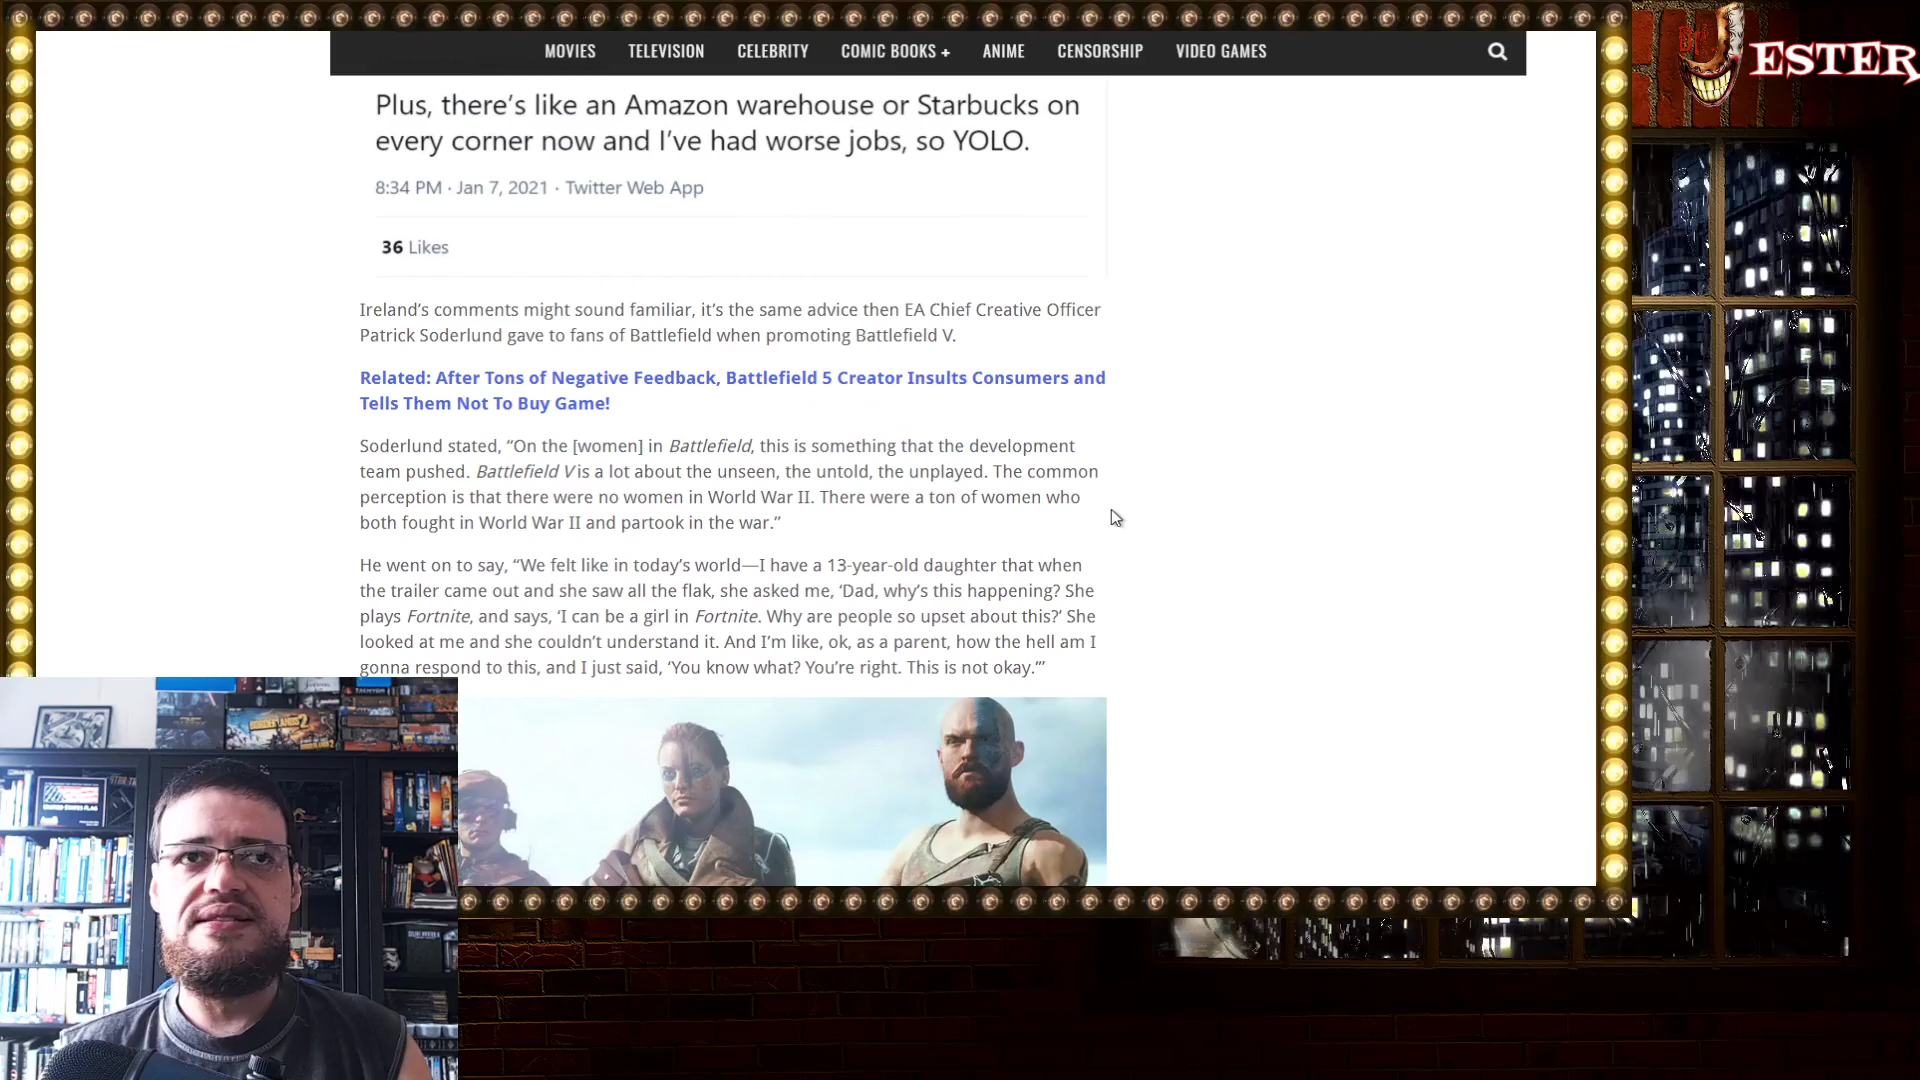 ESTER
MOVIES TELEVISION CELEBRITY COMIC BOOKS + ANIME CENSORSHIP VIDEO GAMES
Plus, there’s like an Amazon warehouse or Starbucks on
every corner now and I’ve had worse jobs, so YOLO.
8:34 PM · Jan 7, 2021 · Twitter Web App
36 Likes
Ireland’s comments might sound familiar, it’s the same advice then EA Chief Creative Officer
Patrick Soderlund gave to fans of Battlefield when promoting Battlefield V.
Related: After Tons of Negative Feedback, Battlefield 5 Creator Insults Consumers and
Tells Them Not To Buy Game!
Soderlund stated, “On the [women] in Battlefield, this is something that the development
team pushed. Battlefield V is a lot about the unseen, the untold, the unplayed. The common
perception is that there were no women in World War II. There were a ton of women who
both fought in World War II and partook in the war.”
He went on to say, “We felt like in today’s world—I have a 13-year-old daughter that when
the trailer came out and she saw all the flak, she asked me, ‘Dad, why’s this happening? She
plays Fortnite, and says, ‘I can be a girl in Fortnite. Why are people so upset about this?’ She
looked at me and she couldn’t understand it. And I’m like, ok, as a parent, how the hell am I
gonna respond to this, and I just said, ‘You know what? You’re right. This is not okay.’”
BORDERLANDS 2